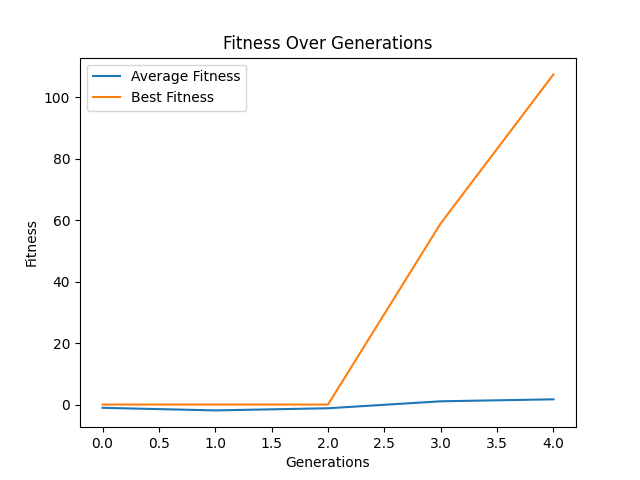 Fitness Over Generations
Average Fitness
Best Fitness
100
80
60
40
20
0
Fitness
0.0 0.5 1.0 1.5 2.0 2.5 3.0 3.5 4.0
Generations